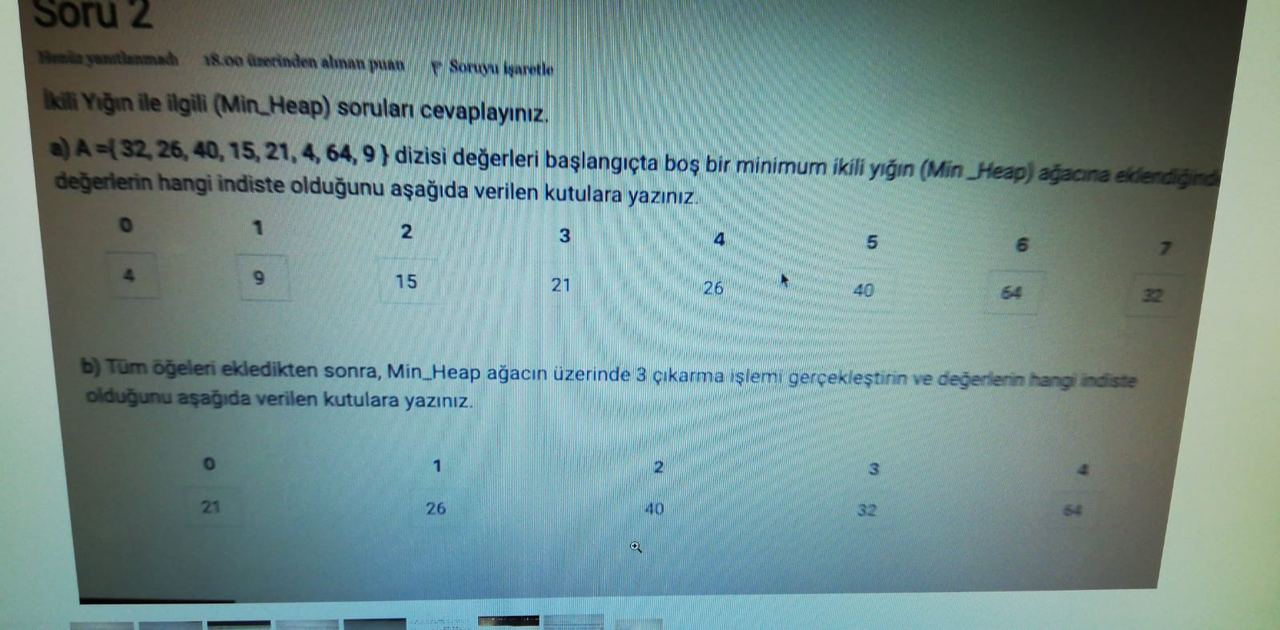 Soru 2
Henüz yanıtlanmadı 18.00 üzerinden alınan puan Soruyu işaretle
İkili Yığın ile ilgili (Min_Heap) soruları cevaplayınız.
a) A ={ 32, 26, 40, 15, 21, 4, 64, 9 } dizisi değerleri başlangıçta boş bir minimum ikili yığın (Min _Heap) ağacına eklendiğinde
değerlerin hangi indiste olduğunu aşağıda verilen kutulara yazınız.
0 1 2 3 4 5 6 7
4 9 15 21 26 40 64 32
b) Tüm öğeleri ekledikten sonra, Min_Heap ağacın üzerinde 3 çıkarma işlemi gerçekleştirin ve değerlerin hangi indiste
olduğunu aşağıda verilen kutulara yazınız.
0 1 2 3 4
21 26 40 32 64